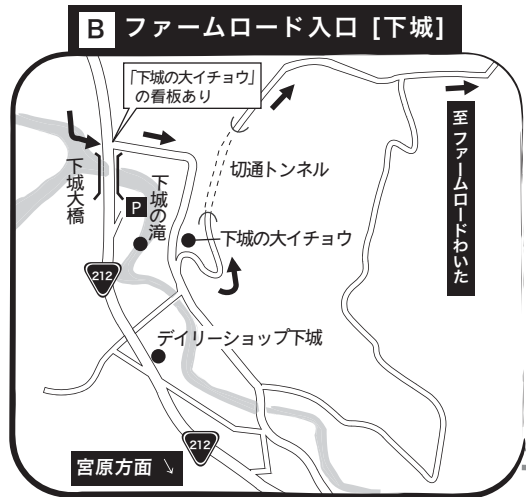 B ファームロード入口 [下城]
「下城の大イチョウ」
の看板あり
下城大橋
P
下城の滝
切通トンネル
下城の大イチョウ
至 ファームロードわいた
212
デイリーショップ下城
212
宮原方面 ↘